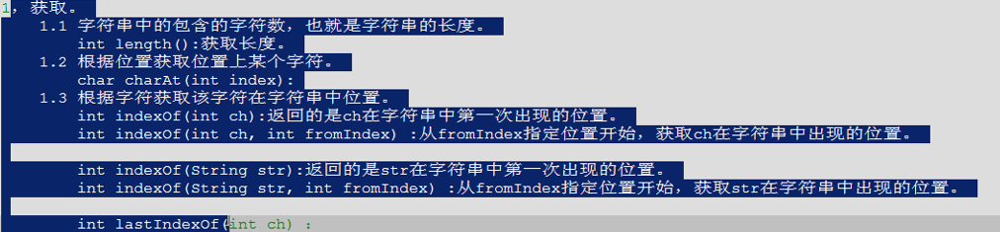 1，获取。
1.1 字符串中的包含的字符数，也就是字符串的长度。
int length():获取长度。
1.2 根据位置获取位置上某个字符。
char charAt(int index):
1.3 根据字符获取该字符在字符串中位置。
int indexOf(int ch):返回的是ch在字符串中第一次出现的位置。
int indexOf(int ch, int fromIndex) :从fromIndex指定位置开始，获取ch在字符串中出现的位置。
int indexOf(String str):返回的是str在字符串中第一次出现的位置。
int indexOf(String str, int fromIndex) :从fromIndex指定位置开始，获取str在字符串中出现的位置。
int lastIndexOf(int ch) :